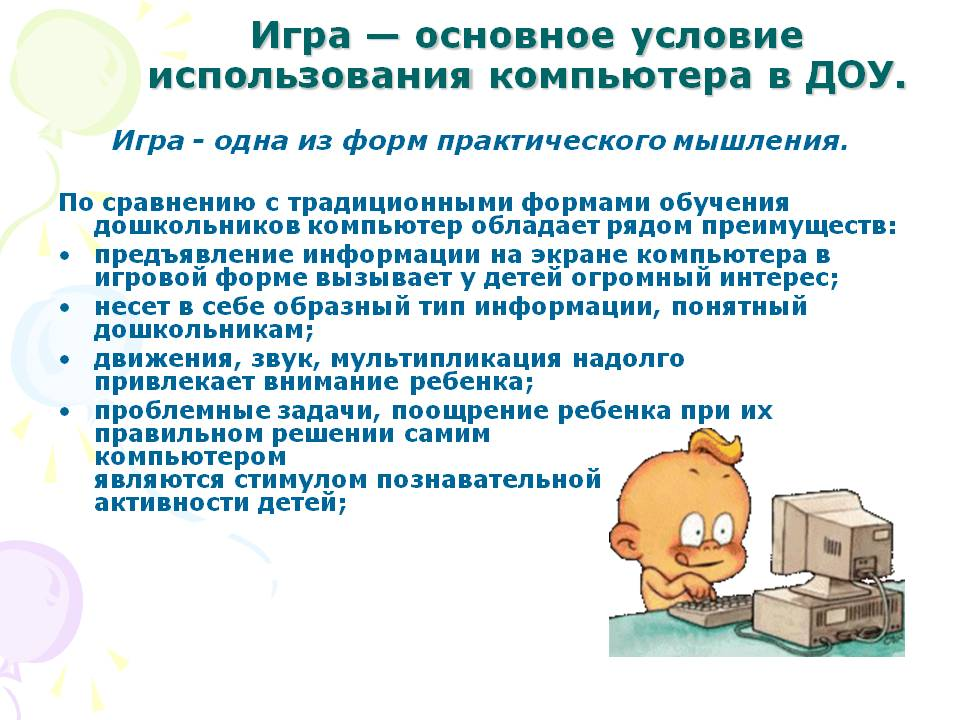 Игра — основное условие
использования компьютера в ДОУ.
Игра - одна из форм практического мышления.
По сравнению с традиционными формами обучения
дошкольников компьютер обладает рядом преимуществ:
• предъявление информации на экране компьютера в
игровой форме вызывает у детей огромный интерес;
• несет в себе образный тип информации, понятный
дошкольникам;
• движения, звук, мультипликация надолго
привлекает внимание ребенка;
• проблемные задачи, поощрение ребенка при их
правильном решении самим
компьютером
являются стимулом познавательной
активности детей;